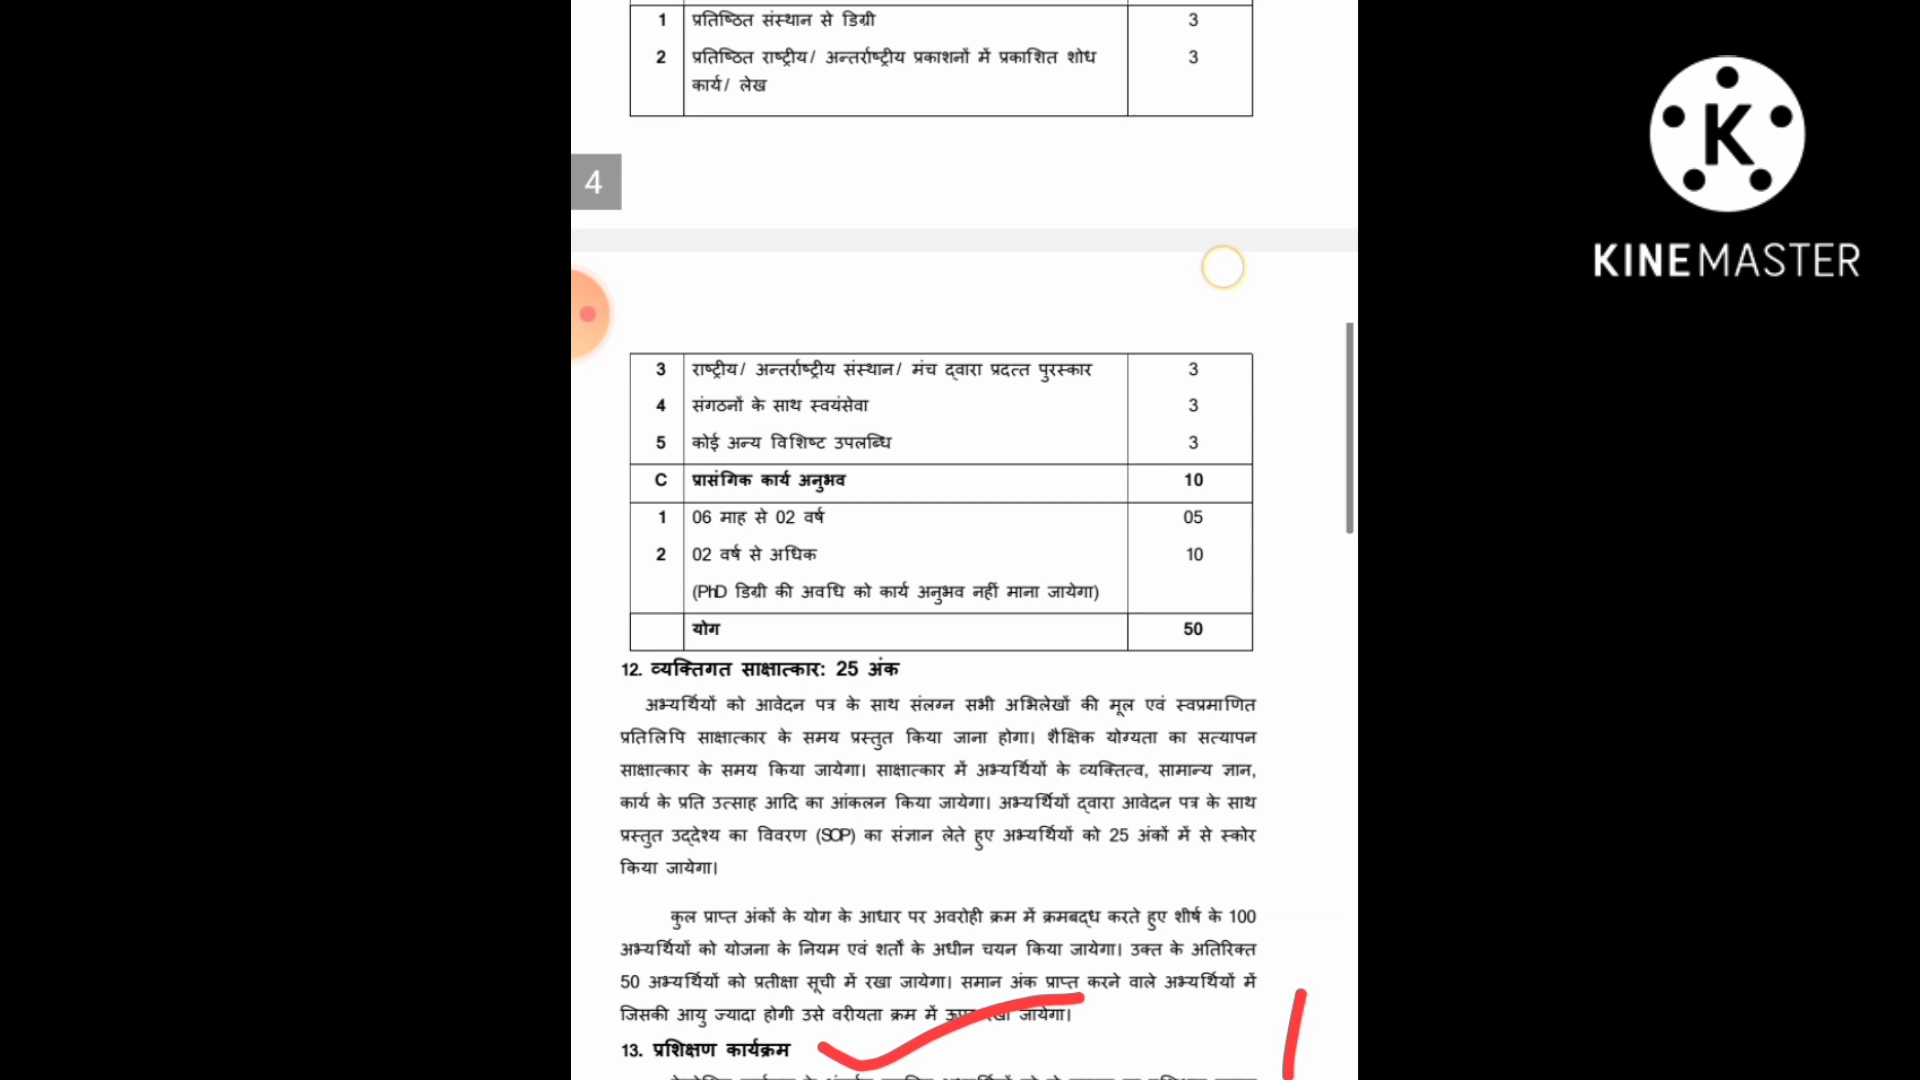 1 प्रतिष्ठित संस्थान से डिग्री 3
2 प्रतिष्ठित राष्ट्रीय/ अन्तर्राष्ट्रीय प्रकाशनों में प्रकाशित शोध 3
कार्य/ लेख
4
KINEMASTER
3 राष्ट्रीय/ अन्तर्राष्ट्रीय संस्थान/ मंच द्वारा प्रदत्त पुरस्कार 3
4 संगठनों के साथ स्वयंसेवा 3
5 कोई अन्य विशिष्ट उपलब्धि 3
C प्रासंगिक कार्य अनुभव 10
1 06 माह से 02 वर्ष 05
2 02 वर्ष से अधिक 10
(PhD डिग्री की अवधि को कार्य अनुभव नहीं माना जायेगा)
योग 50
12. व्यक्तिगत साक्षात्कार: 25 अंक
अभ्यर्थियों को आवेदन पत्र के साथ संलग्न सभी अभिलेखों की मूल एवं स्वप्रमाणित
प्रतिलिपि साक्षात्कार के समय प्रस्तुत किया जाना होगा। शैक्षिक योग्यता का सत्यापन
साक्षात्कार के समय किया जायेगा। साक्षात्कार में अभ्यर्थियों के व्यक्तित्व, सामान्य ज्ञान,
कार्य के प्रति उत्साह आदि का आंकलन किया जायेगा। अभ्यर्थियों द्वारा आवेदन पत्र के साथ
प्रस्तुत उद्देश्य का विवरण (SOP) का संज्ञान लेते हुए अभ्यर्थियों को 25 अंकों में से स्कोर
किया जायेगा।
कुल प्राप्त अंकों के योग के आधार पर अवरोही क्रम में क्रमबद्ध करते हुए शीर्ष के 100
अभ्यर्थियों को योजना के नियम एवं शर्तों के अधीन चयन किया जायेगा। उक्त के अतिरिक्त
50 अभ्यर्थियों को प्रतीक्षा सूची में रखा जायेगा। समान अंक प्राप्त करने वाले अभ्यर्थियों में
जिसकी आयु ज्यादा होगी उसे वरीयता क्रम में ऊपर रखा जायेगा।
13. प्रशिक्षण कार्यक्रम